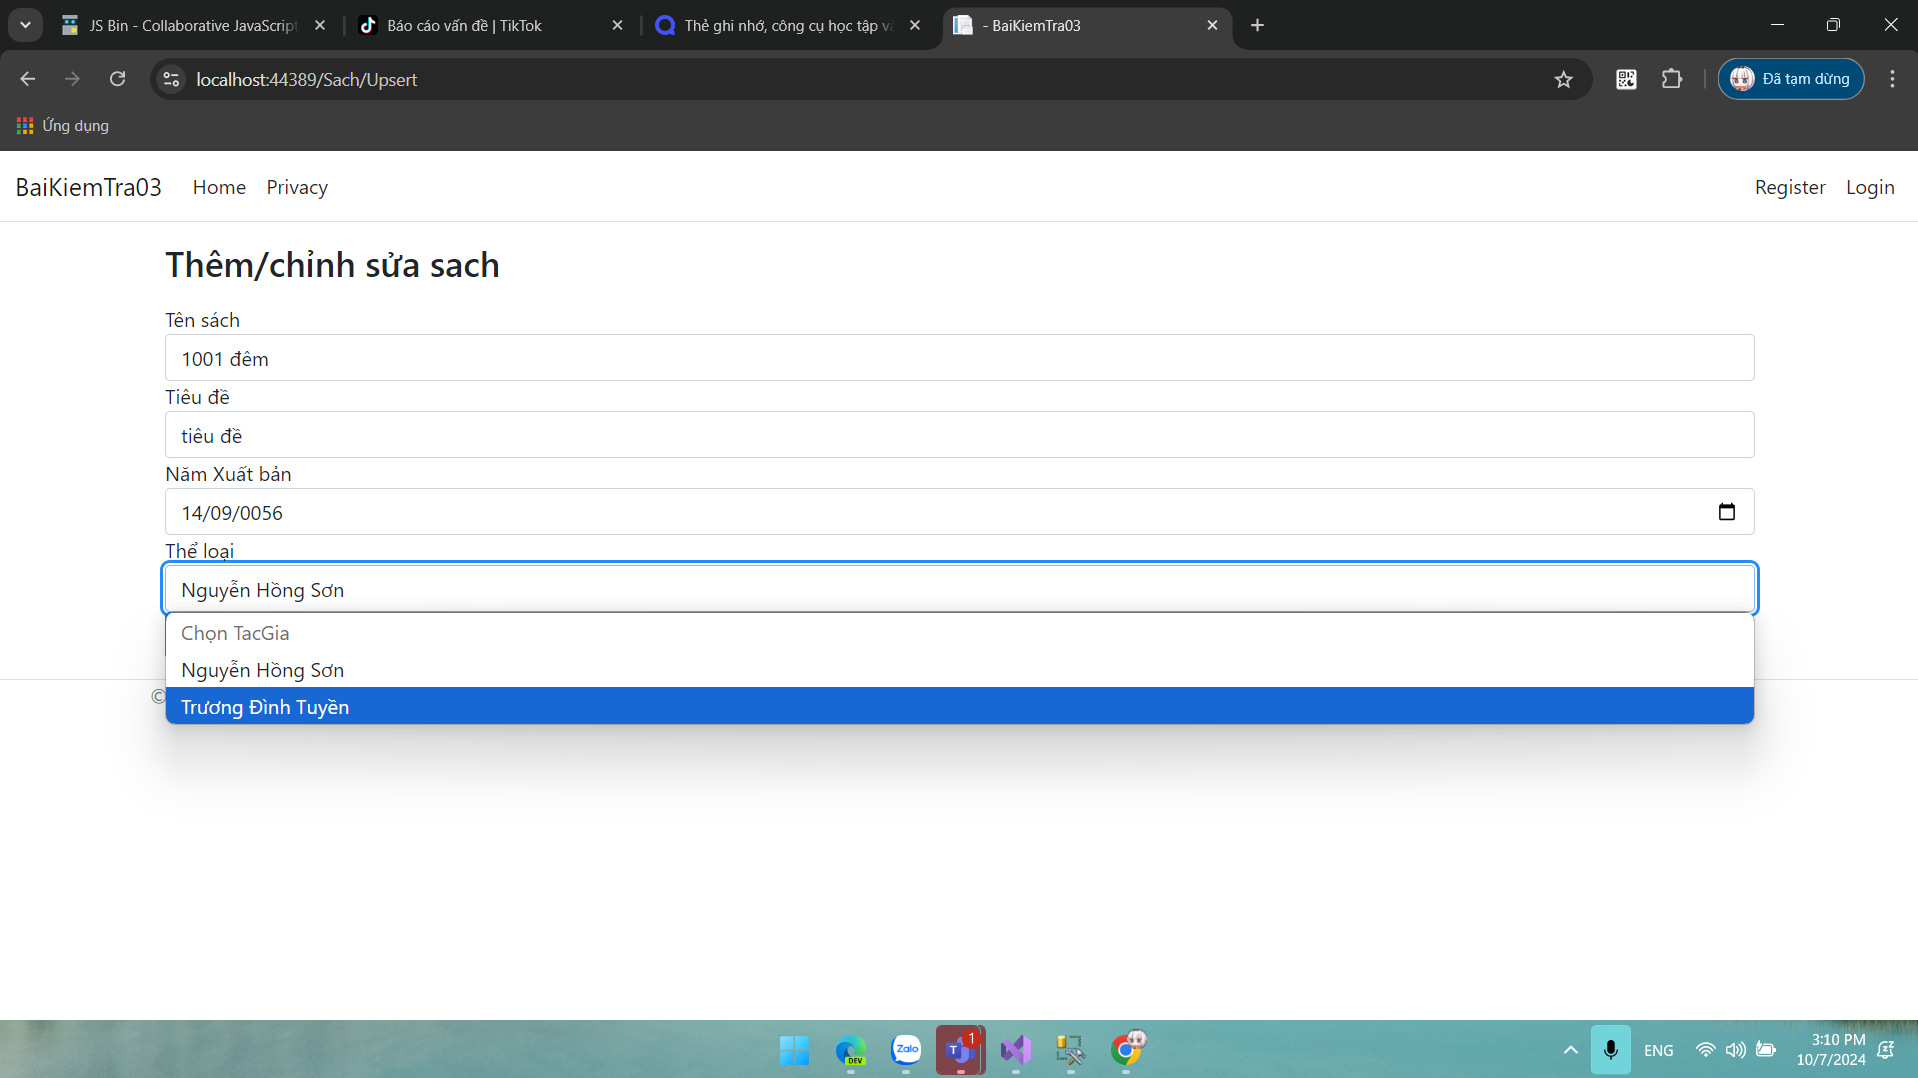 JS Bin - Collaborative JavaScript
Báo cáo vấn đề | TikTok
Thẻ ghi nhớ, công cụ học tập và
- BaiKiemTra03
localhost:44389/Sach/Upsert
Đã tạm dừng
Ứng dụng
BaiKiemTra03
Home
Privacy
Register
Login
Thêm/chỉnh sửa sach
Tên sách
1001 đêm
Tiêu đề
tiêu đề
Năm Xuất bản
14/09/0056
Thể loại
Nguyễn Hồng Sơn
Chọn TacGia
Nguyễn Hồng Sơn
Trương Đình Tuyền
©
DEV
Zalo
1
ENG
3:10 PM
10/7/2024